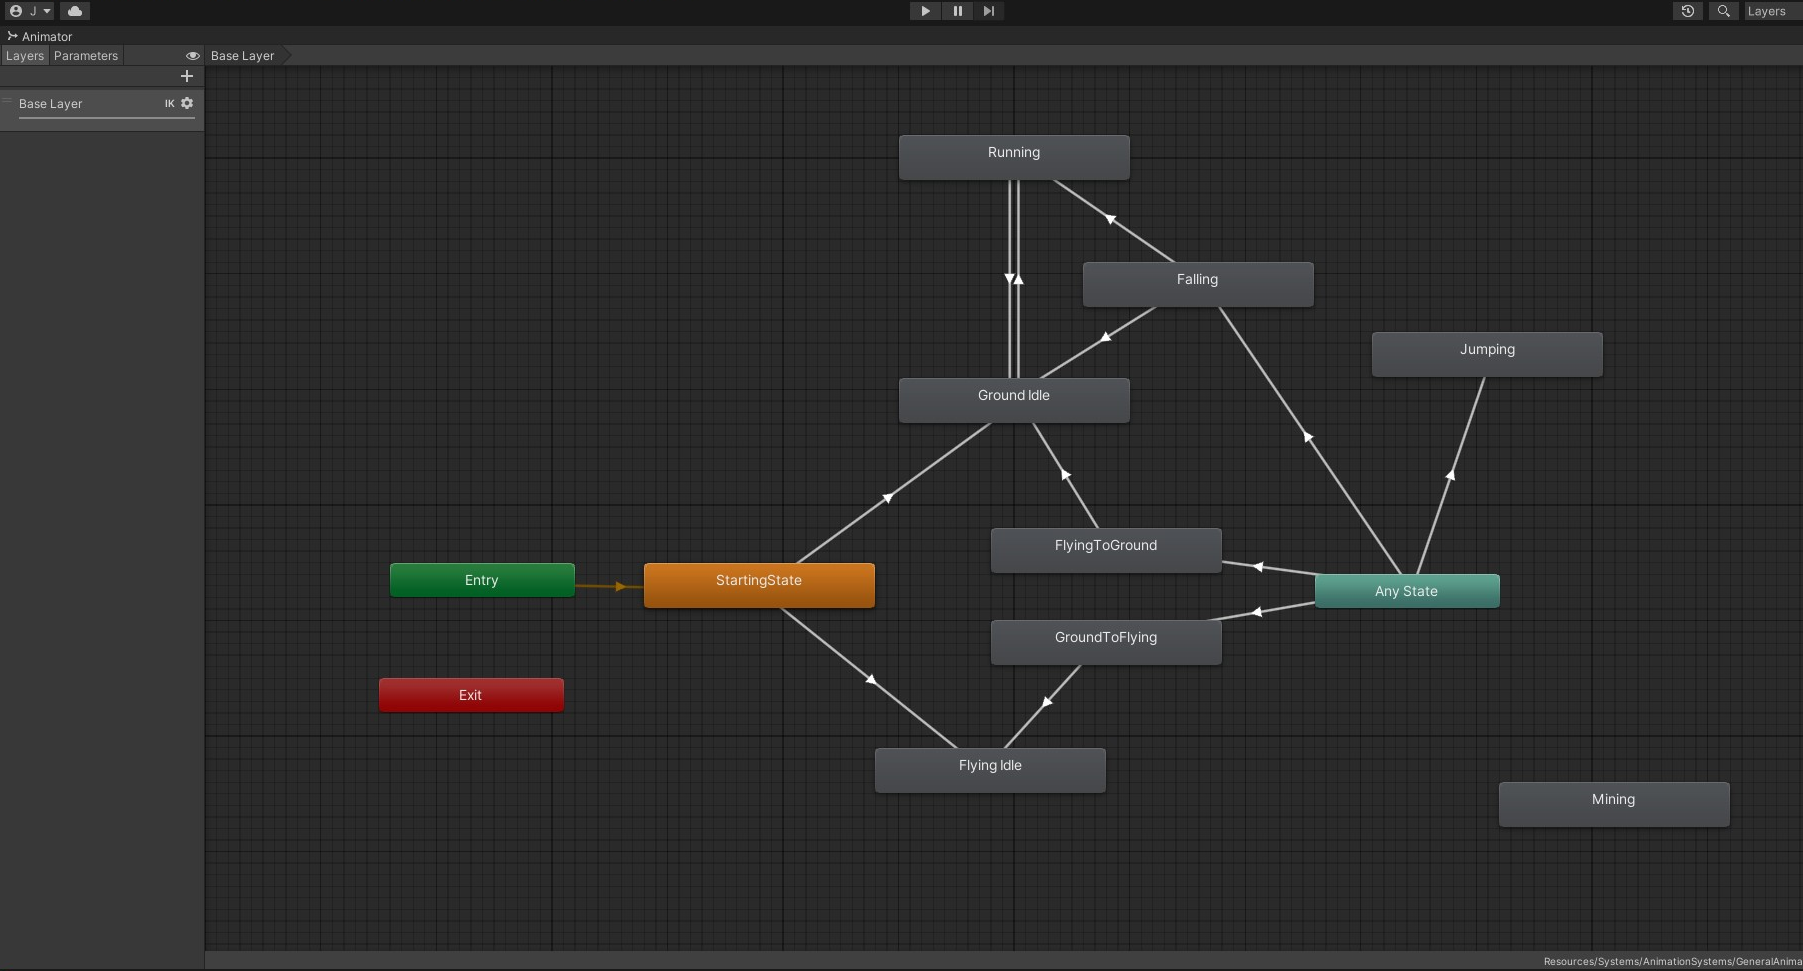 J
Layers
Animator
Layers Parameters
Base Layer
Base Layer IK
Running
Falling
Jumping
Ground Idle
FlyingToGround
Entry
StartingState
Any State
GroundToFlying
Exit
Flying Idle
Mining
Resources/Systems/AnimationSystems/GeneralAnima